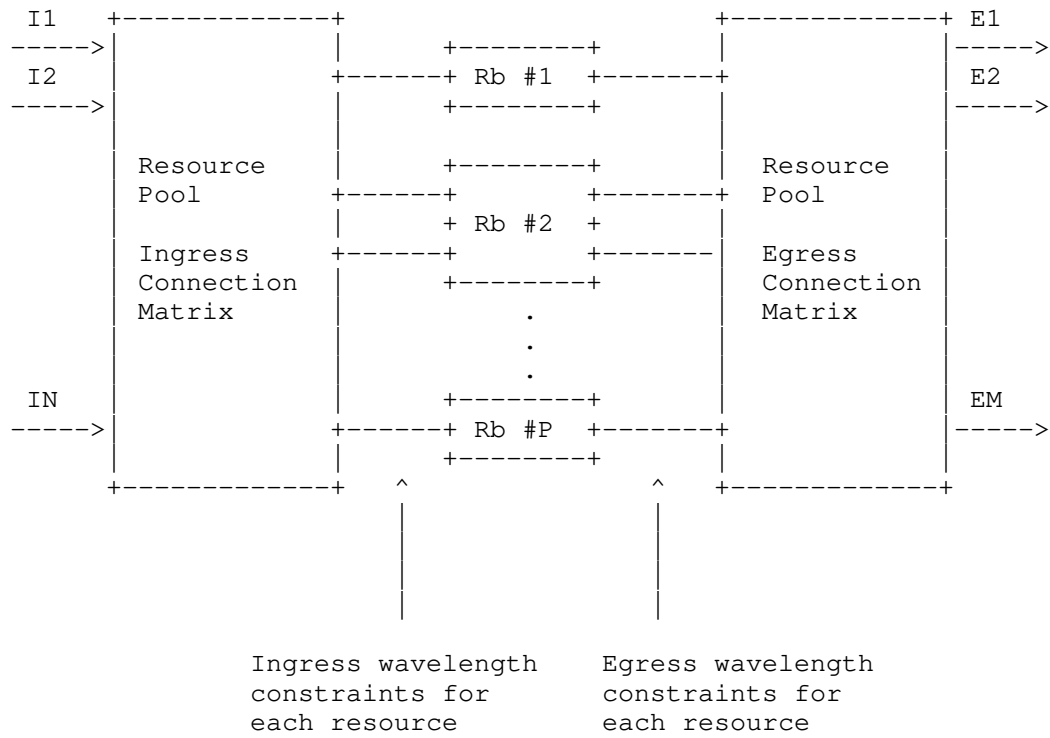 I1 E1
I2 Rb #1 E2
Resource Resource
Pool Pool
Rb #2
Ingress Egress
Connection Connection
Matrix Matrix
.
.
.
IN EM
Rb #P
Ingress wavelength Egress wavelength
constraints for constraints for
each resource each resource